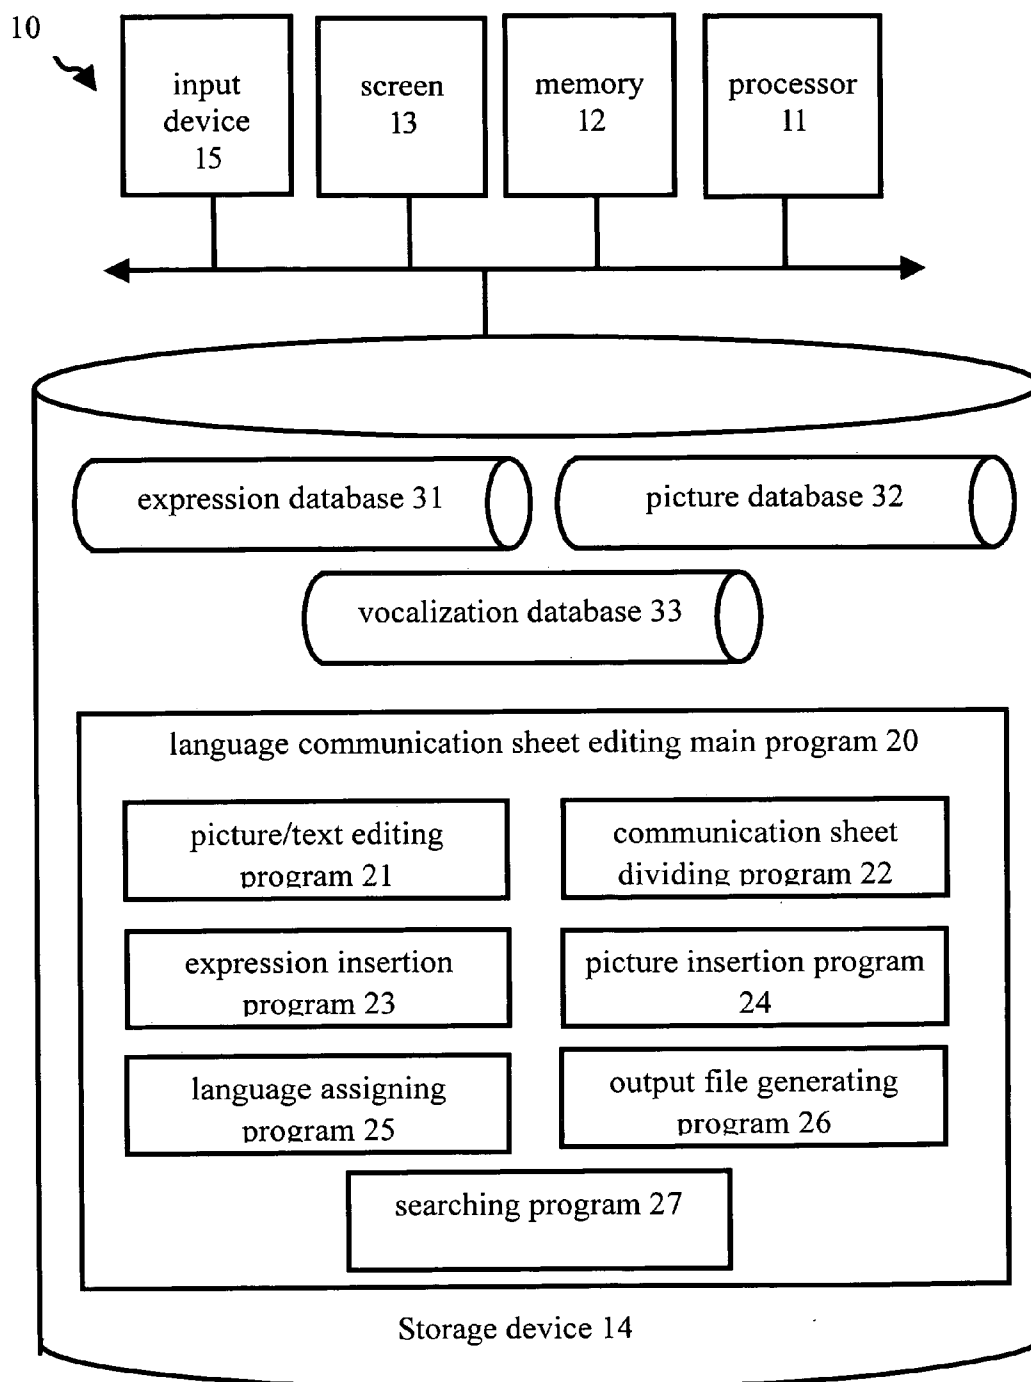 10
input
device
15
screen
13
memory
12
processor
11
expression database 31
picture database 32
vocalization database 33
language communication sheet editing main program 20
picture/text editing
program 21
communication sheet
dividing program 22
expression insertion
program 23
picture insertion program
24
language assigning
program 25
output file generating
program 26
searching program 27
Storage device 14